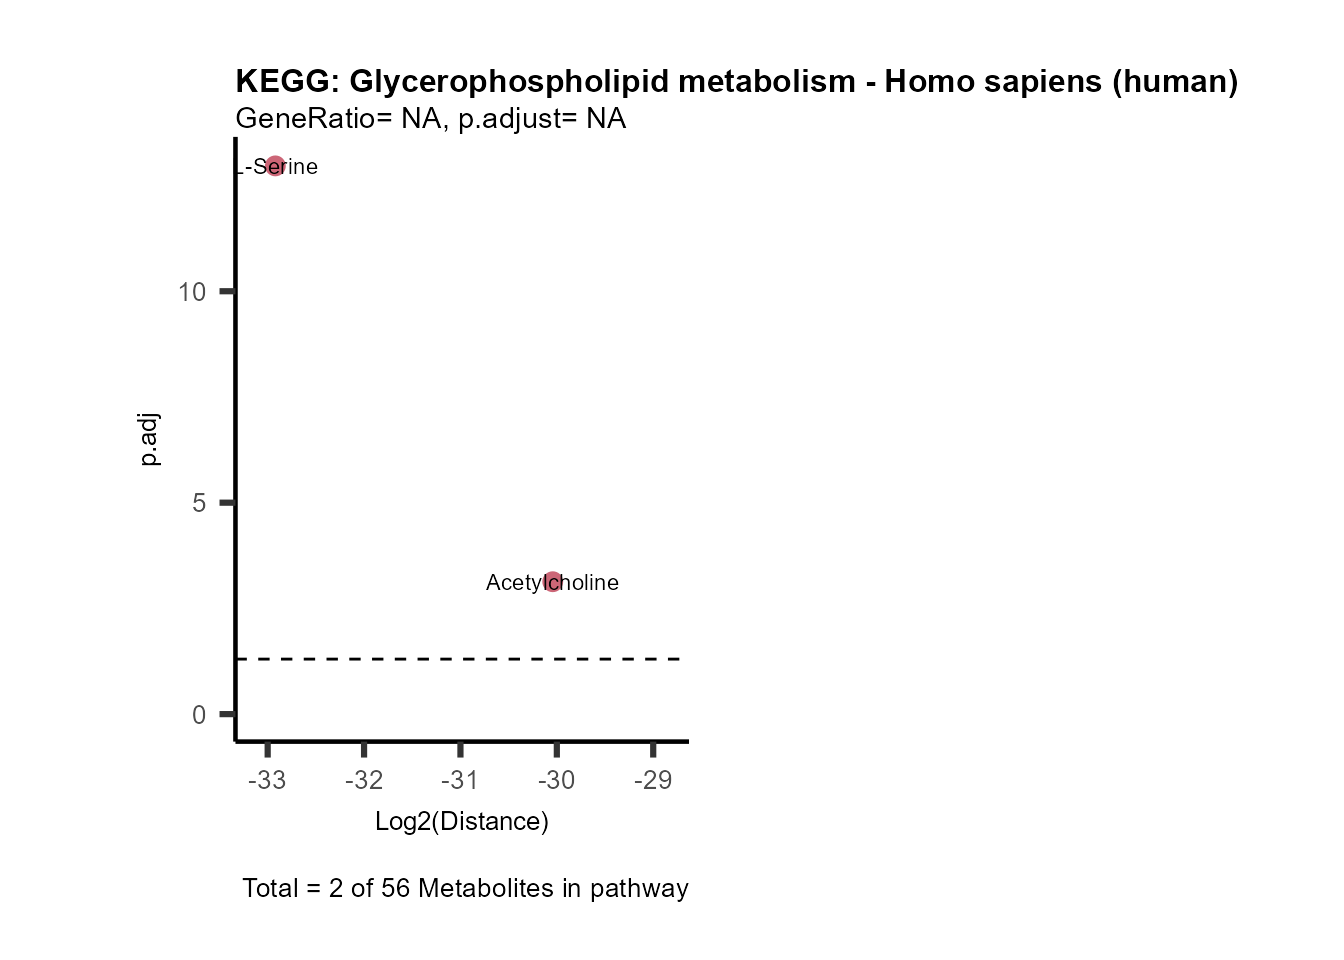 KEGG: Glycerophospholipid metabolism - Homo sapiens (human)
GeneRatio= NA, p.adjust= NA
L-Serine
10
p.adj
5
Acetylcholine
0
-33 -32 -31 -30 -29
Log2(Distance)
Total = 2 of 56 Metabolites in pathway